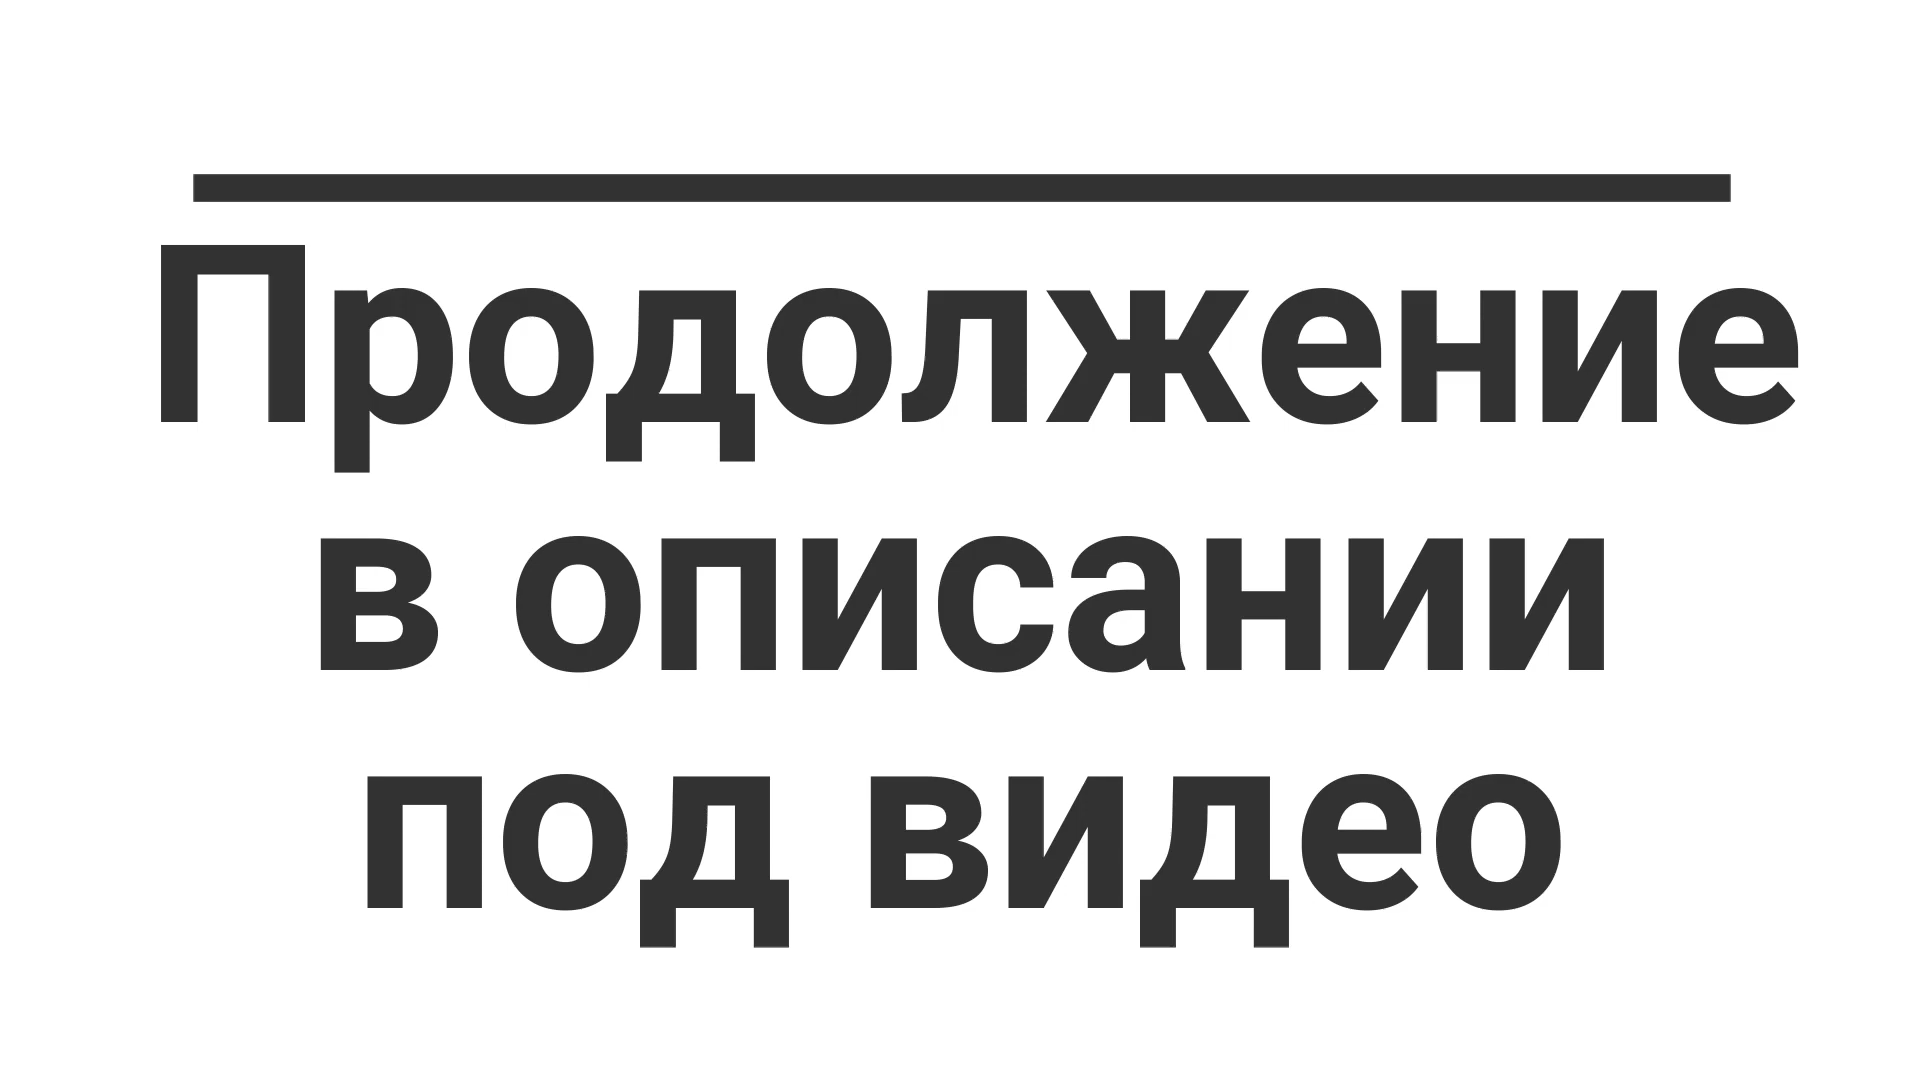 Продолжение
в описании
под видео